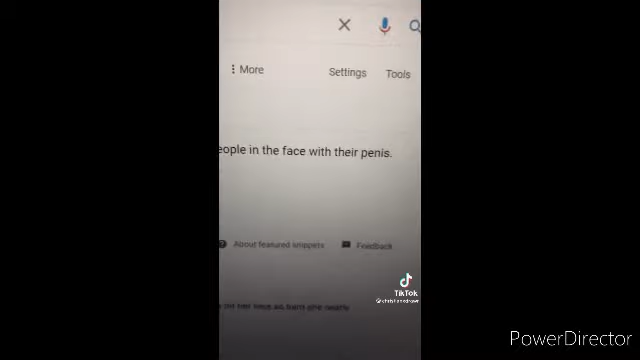 More
Settings
Tools
eople in the face with their penis.
About featured snippets
Feedback
TikTok
PowerDirector